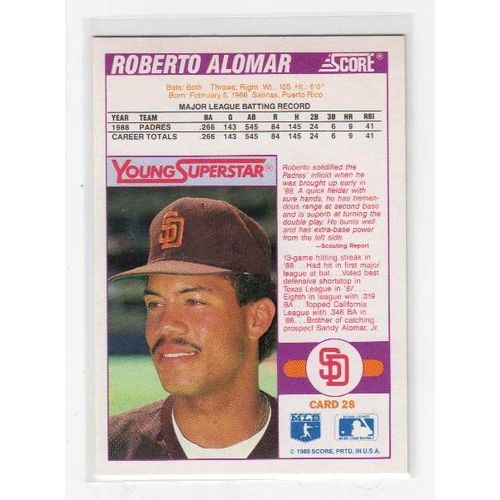 ROBERTO ALOMAR SCORE®
Bats: Both Throws: Right Wt.: 155 Ht.: 6'0"
Born: February 5, 1968 Salinas, Puerto Rico
MAJOR LEAGUE BATTING RECORD
YEAR TEAM BA G AB R H 2B 3B HR RBI
1988 PADRES .266 143 545 84 145 24 6 9 41
CAREER TOTALS .266 143 545 84 145 24 6 9 41
YOUNG SUPERSTAR®
Roberto solidified the
Padres' infield when he
was brought up early in
'88. A quick fielder with
sure hands, he has tremen-
dous range at second base
and is superb at turning the
double play. He bunts well
and has extra-base power
from the left side.
—Scouting Report
13-game hitting streak in
'88...Had hit in first major
league at bat...Voted best
defensive shortstop in
Texas League in '87...
Eighth in league with .319
BA...Topped California
League with .346 BA in
'86...Brother of catching
prospect Sandy Alomar, Jr.
SD
SD
CARD 28
MLB
© 1989 SCORE, PRTD. IN U.S.A.